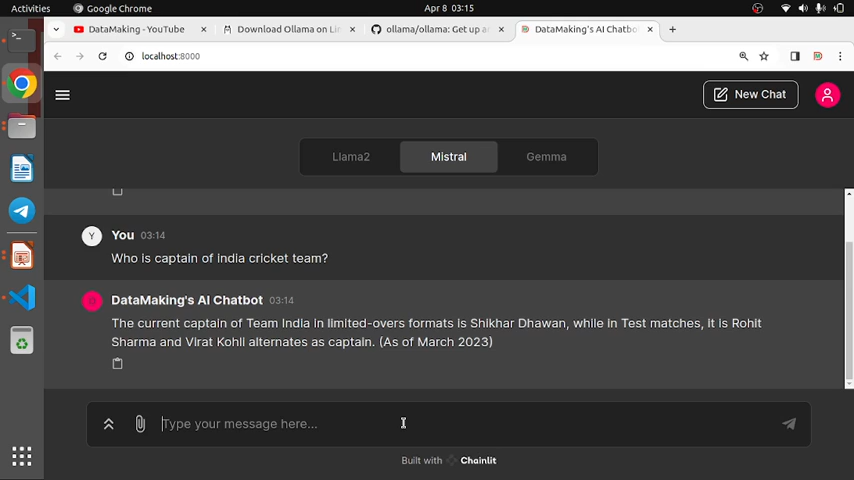 Activities Google Chrome Apr 8 03:15
DataMaking - YouTube Download Ollama on Lin ollama/ollama: Get up a DataMaking's AI Chatbo
localhost:8000
New Chat
Llama2 Mistral Gemma
Y You 03:14
Who is captain of india cricket team?
DataMaking's AI Chatbot 03:14
The current captain of Team India in limited-overs formats is Shikhar Dhawan, while in Test matches, it is Rohit
Sharma and Virat Kohli alternates as captain. (As of March 2023)
Type your message here...
Built with Chainlit